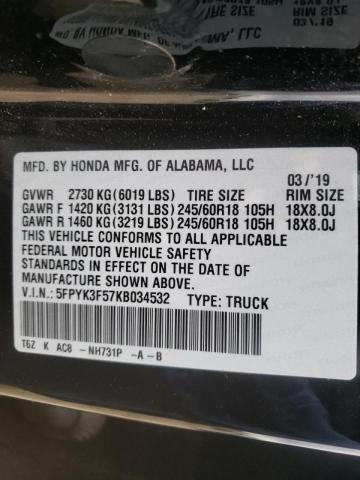 MFD. BY HONDA MFG. OF ALABAMA, LLC 03/'19
GVWR 2730 KG(6019 LBS) TIRE SIZE RIM SIZE
GAWR F 1420 KG(3131 LBS)245/60R18 105H 18X8.0J
GAWR R 1460 KG(3219 LBS)245/60R18 105H 18X8.0J
THIS VEHICLE CONFORMS TO ALL APPLICABLE
FEDERAL MOTOR VEHICLE SAFETY
STANDARDS IN EFFECT ON THE DATE OF
MANUFACTURE SHOWN ABOVE.
V.I.N.: 5FPYK3F57KB034532 TYPE: TRUCK
T6Z K AC8 -NH731P -A-B